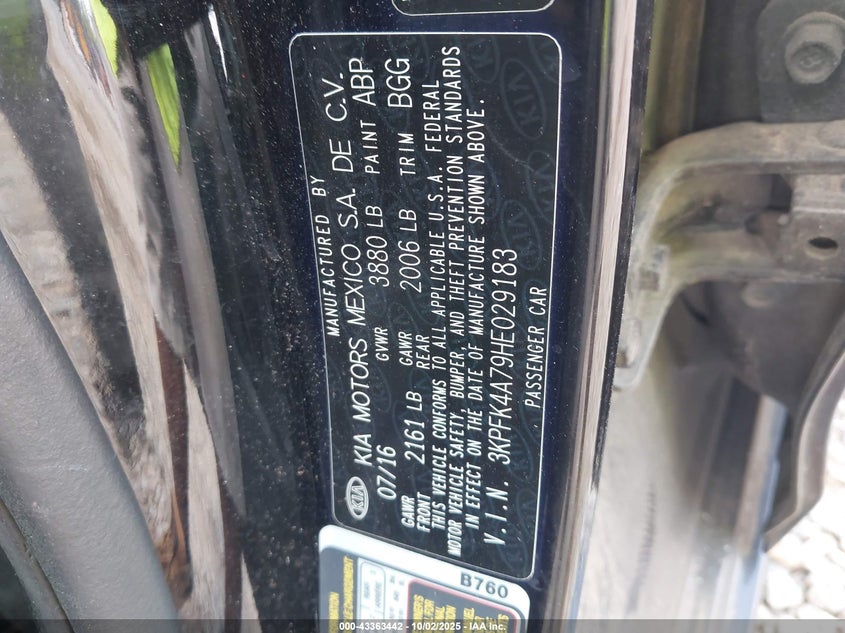 MANUFACTURED BY
KIA KIA MOTORS MEXICO S.A. DE C.V.
07/16 GVWR 3880 LB PAINT ABP
GAWR FRONT 2161 LB GAWR REAR 2006 LB TRIM BGG
THIS VEHICLE CONFORMS TO ALL APPLICABLE U.S.A. FEDERAL
MOTOR VEHICLE SAFETY, BUMPER, AND THEFT PREVENTION STANDARDS
IN EFFECT ON THE DATE OF MANUFACTURE SHOWN ABOVE.
V.I.N. 3KPFK4A79HE029183
PASSENGER CAR
B760
000-43363442 - 10/02/2025 - IAA Inc.